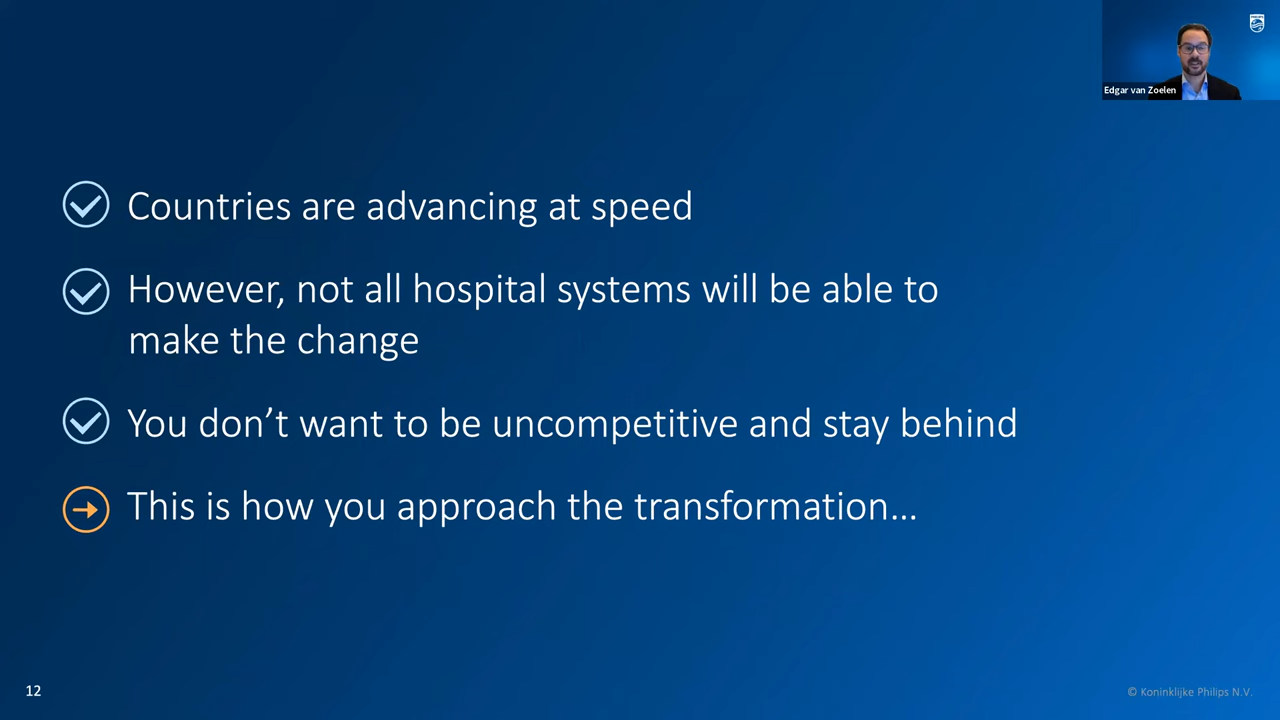 Edgar van Zoelen
Countries are advancing at speed
However, not all hospital systems will be able to
make the change
You don’t want to be uncompetitive and stay behind
This is how you approach the transformation…
12
© Koninklijke Philips N.V.